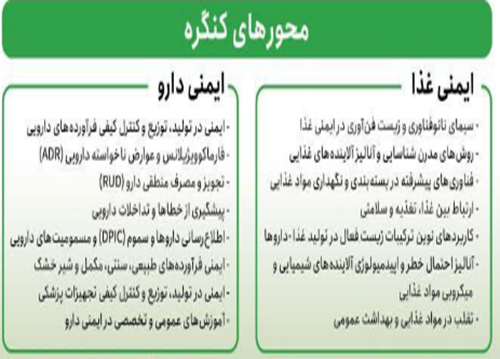 محورهای کنگره
ایمنی غذا
- سیمای نانوفناوری و زیست فن‌آوری در ایمنی غذا
- روش‌های مدرن شناسایی و آنالیز آلاینده‌های غذایی
- فناوری‌های پیشرفته در بسته‌بندی و نگهداری مواد غذایی
- ارتباط بین غذا، تغذیه و سلامتی
- کاربردهای نوین ترکیبات زیست فعال در تولید غذا - داروها
- آنالیز احتمال خطر و اپیدمیولوژی آلاینده‌های شیمیایی و
میکروبی مواد غذایی
- تقلب در مواد غذایی و بهداشت عمومی
ایمنی دارو
- ایمنی در تولید، توزیع و کنترل کیفی فرآورده‌های دارویی
- فارماکوویژیلانس و عوارض ناخواسته دارویی (ADR)
- تجویز و مصرف منطقی دارو (RUD)
- پیشگیری از خطاها و تداخلات دارویی
- اطلاع‌رسانی داروها و سموم (DPIC) و مسمومیت‌های دارویی
- ایمنی فرآورده‌های طبیعی، سنتی، مکمل و شیر خشک
- ایمنی در تولید، توزیع و کنترل کیفی تجهیزات پزشکی
- آموزش‌های عمومی و تخصصی در ایمنی دارو